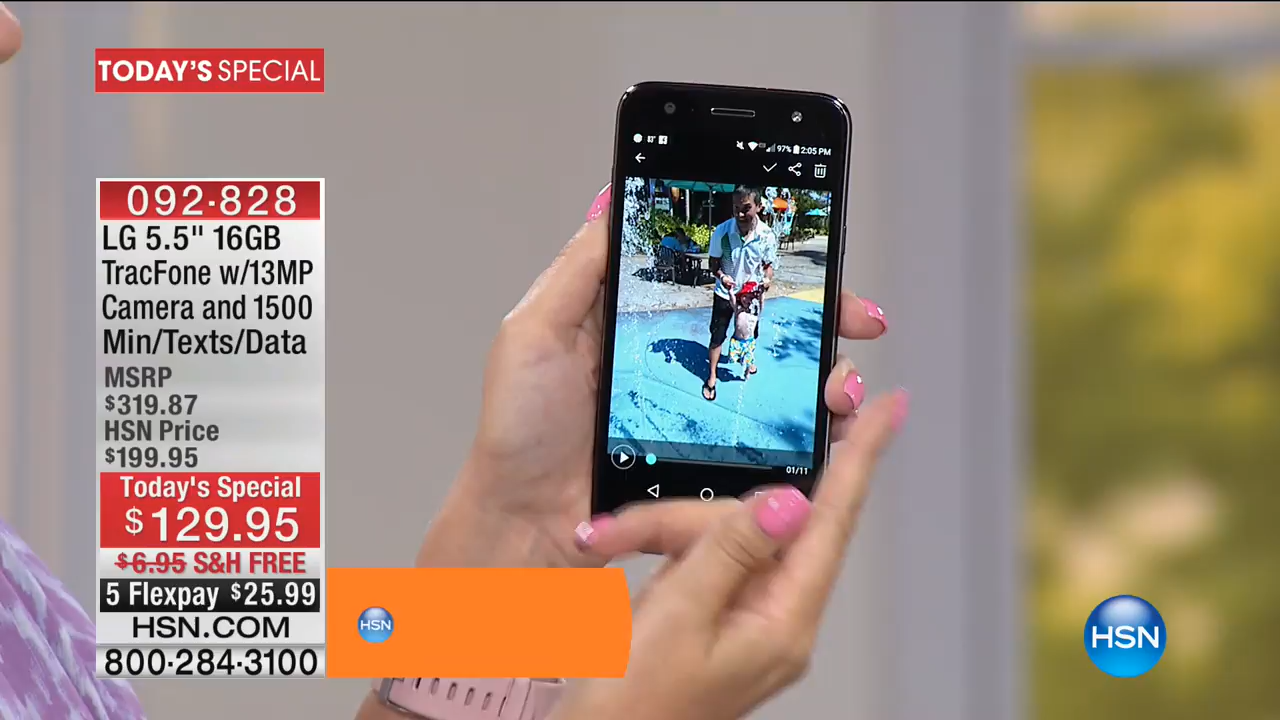 TODAY'S SPECIAL
092·828
LG 5.5" 16GB
TracFone w/13MP
Camera and 1500
Min/Texts/Data
MSRP
$319.87
HSN Price
$199.95
Today's Special
$129.95
$6.95 S&H FREE
5 Flexpay $25.99
HSN.COM
800·284·3100
HSN
HSN
83°
97% 2:05 PM
01/11